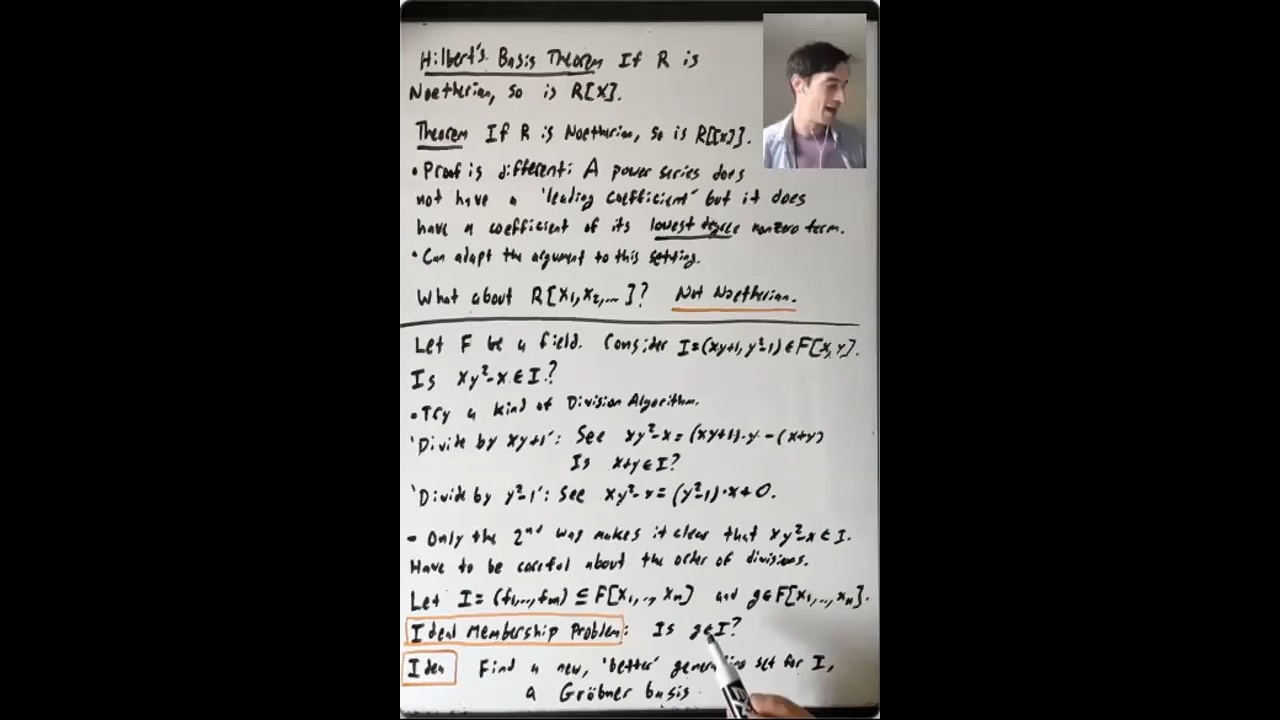 Hilbert's Basis Theorem If R is
Noetherian, so is R[x].
Theorem If R is Noetherian, so is R[[x]].
• Proof is different: A power series does
not have a 'leading coefficient' but it does
have a coefficient of its lowest degree nonzero term.
• Can adapt the argument to this setting.
What about R[x₁,x₂,...]? Not Noetherian.
Let F be a field. Consider I=(xy+1, y²-1) ∈ F[x,y].
Is xy²-x ∈ I?
• Try a kind of Division Algorithm.
'Divide by xy+1': See xy²-x = (xy+1)·y - (x+y)
Is x+y ∈ I?
'Divide by y²-1': See xy²-x = (y²-1)·x+0.
• Only the 2nd way makes it clear that xy²-x ∈ I.
Have to be careful about the order of divisions.
Let I = (f₁,...,fm) ⊆ F[x₁,..,xn] and g ∈ F[x₁,..,xn].
Ideal Membership Problem: Is g ∈ I?
Idea Find a new, 'better' generating set for I,
a Gröbner basis